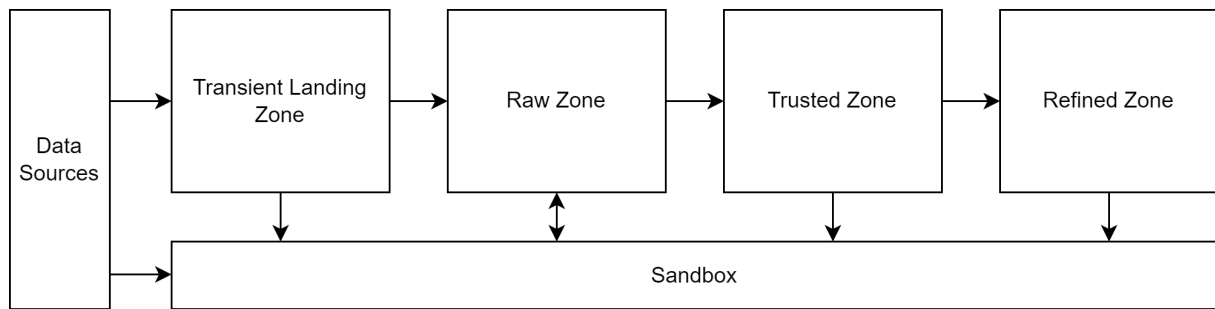 Data
Sources
Transient Landing
Zone
Raw Zone
Trusted Zone
Refined Zone
Sandbox